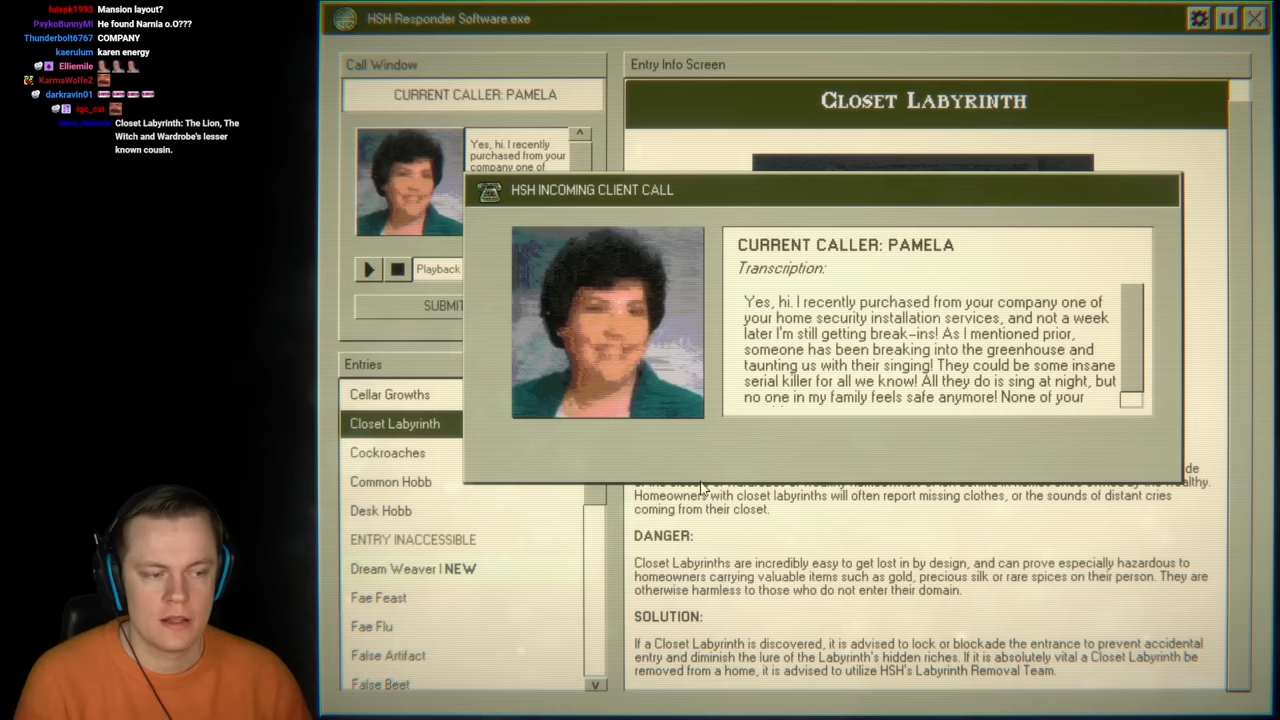 luispk1993 Mansion layout?
PsykoBunnyMi He found Narnia o.O???
Thunderbolt6767 COMPANY
kaerulum karen energy
Elliemile
KarmaWolfeZ
darkravin01
igc_cat
Closet Labyrinth: The Lion, The
Witch and Wardrobe's lesser
known cousin.
HSH Responder Software.exe
Call Window
CURRENT CALLER: PAMELA
Yes, hi. I recently
purchased from your
company one of
Playback
SUBMIT
Entries
Cellar Growths
Closet Labyrinth
Cockroaches
Common Hobb
Desk Hobb
ENTRY INACCESSIBLE
Dream Weaver | NEW
Fae Feast
Fae Flu
False Artifact
False Beet
Entry Info Screen
CLOSET LABYRINTH
HSH INCOMING CLIENT CALL
CURRENT CALLER: PAMELA
Transcription:
Yes, hi. I recently purchased from your company one of
your home security installation services, and not a week
later I'm still getting break-ins! As I mentioned prior,
someone has been breaking into the greenhouse and
taunting us with their singing! They could be some insane
serial killer for all we know! All they do is sing at night, but
no one in my family feels safe anymore! None of your
Homeowners with closet labyrinths will often report missing clothes, or the sounds of distant cries
coming from their closet.
DANGER:
Closet Labyrinths are incredibly easy to get lost in by design, and can prove especially hazardous to
homeowners carrying valuable items such as gold, precious silk or rare spices on their person. They are
otherwise harmless to those who do not enter their domain.
SOLUTION:
If a Closet Labyrinth is discovered, it is advised to lock or blockade the entrance to prevent accidental
entry and diminish the lure of the Labyrinth's hidden riches. If it is absolutely vital a Closet Labyrinth be
removed from a home, it is advised to utilize HSH's Labyrinth Removal Team.